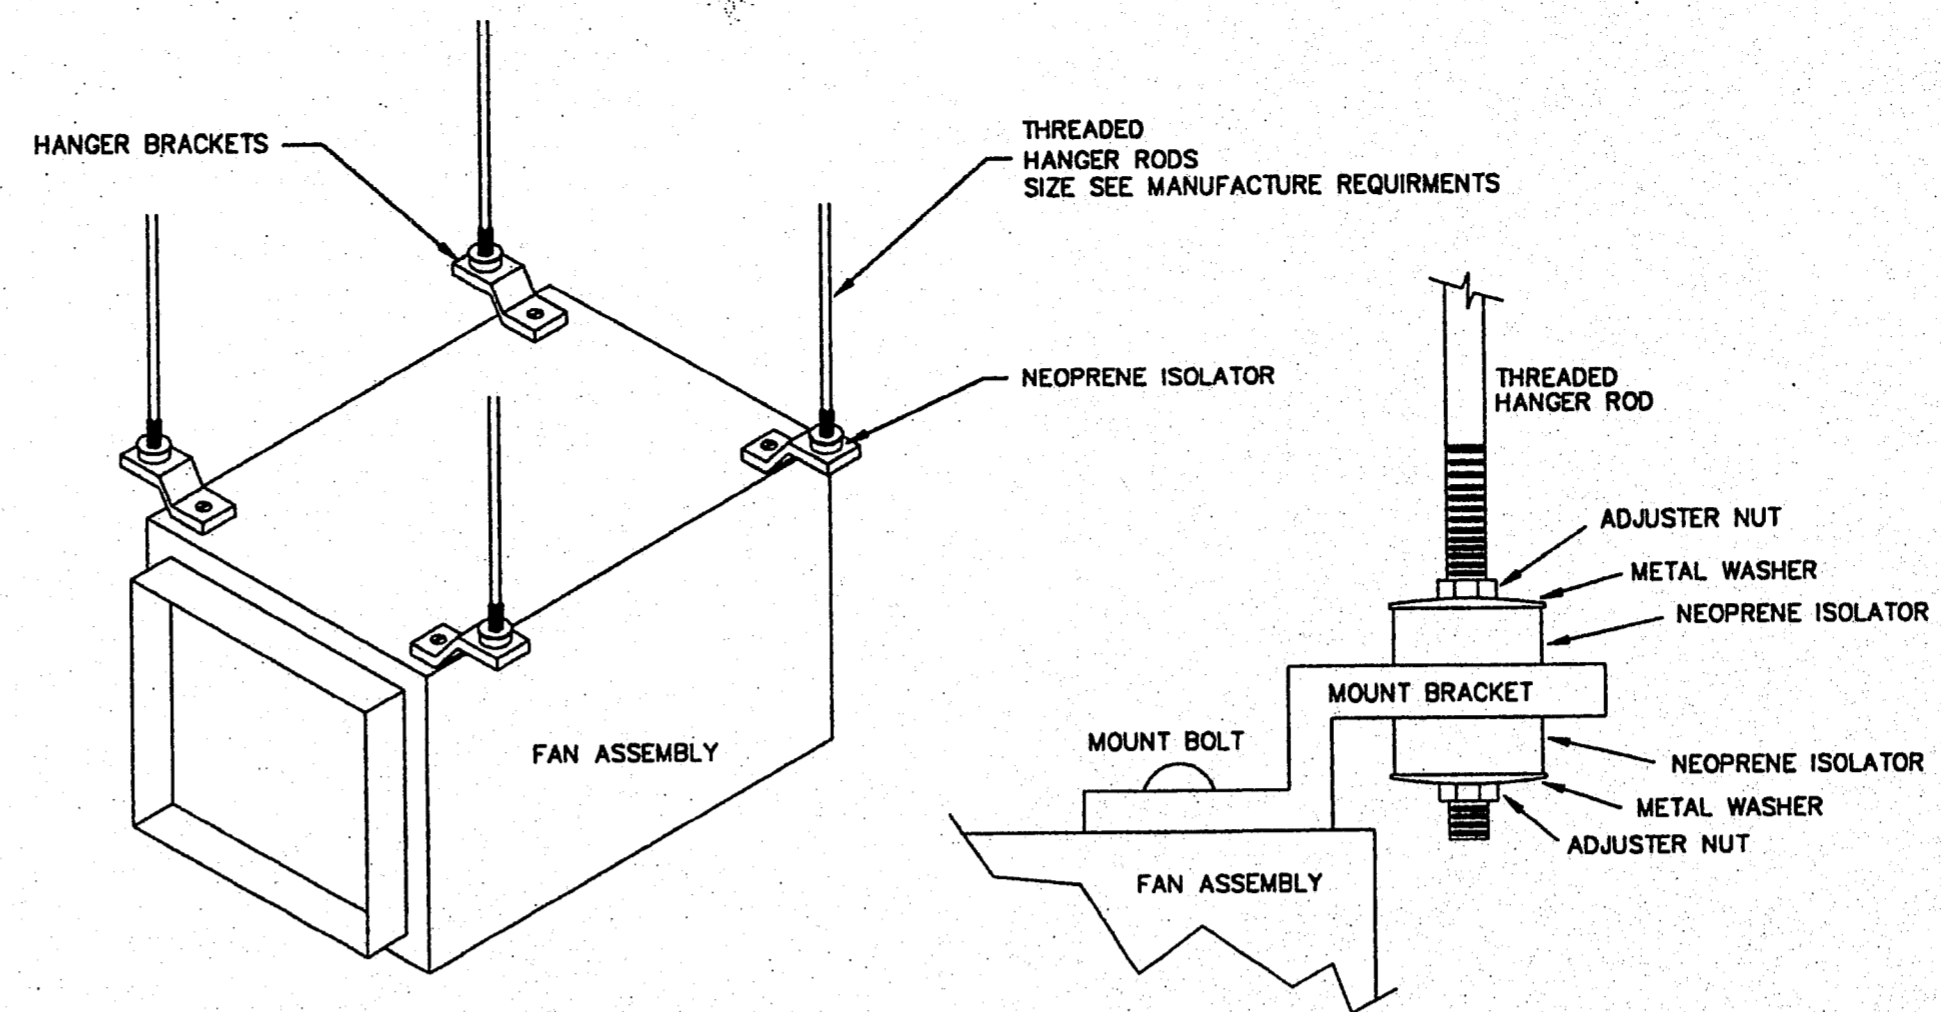 HANGER BRACKETS
THREADED
HANGER RODS
SIZE SEE MANUFACTURE REQUIRMENTS
NEOPRENE ISOLATOR
FAN ASSEMBLY
THREADED
HANGER ROD
ADJUSTER NUT
METAL WASHER
NEOPRENE ISOLATOR
MOUNT BRACKET
MOUNT BOLT
NEOPRENE ISOLATOR
METAL WASHER
ADJUSTER NUT
FAN ASSEMBLY